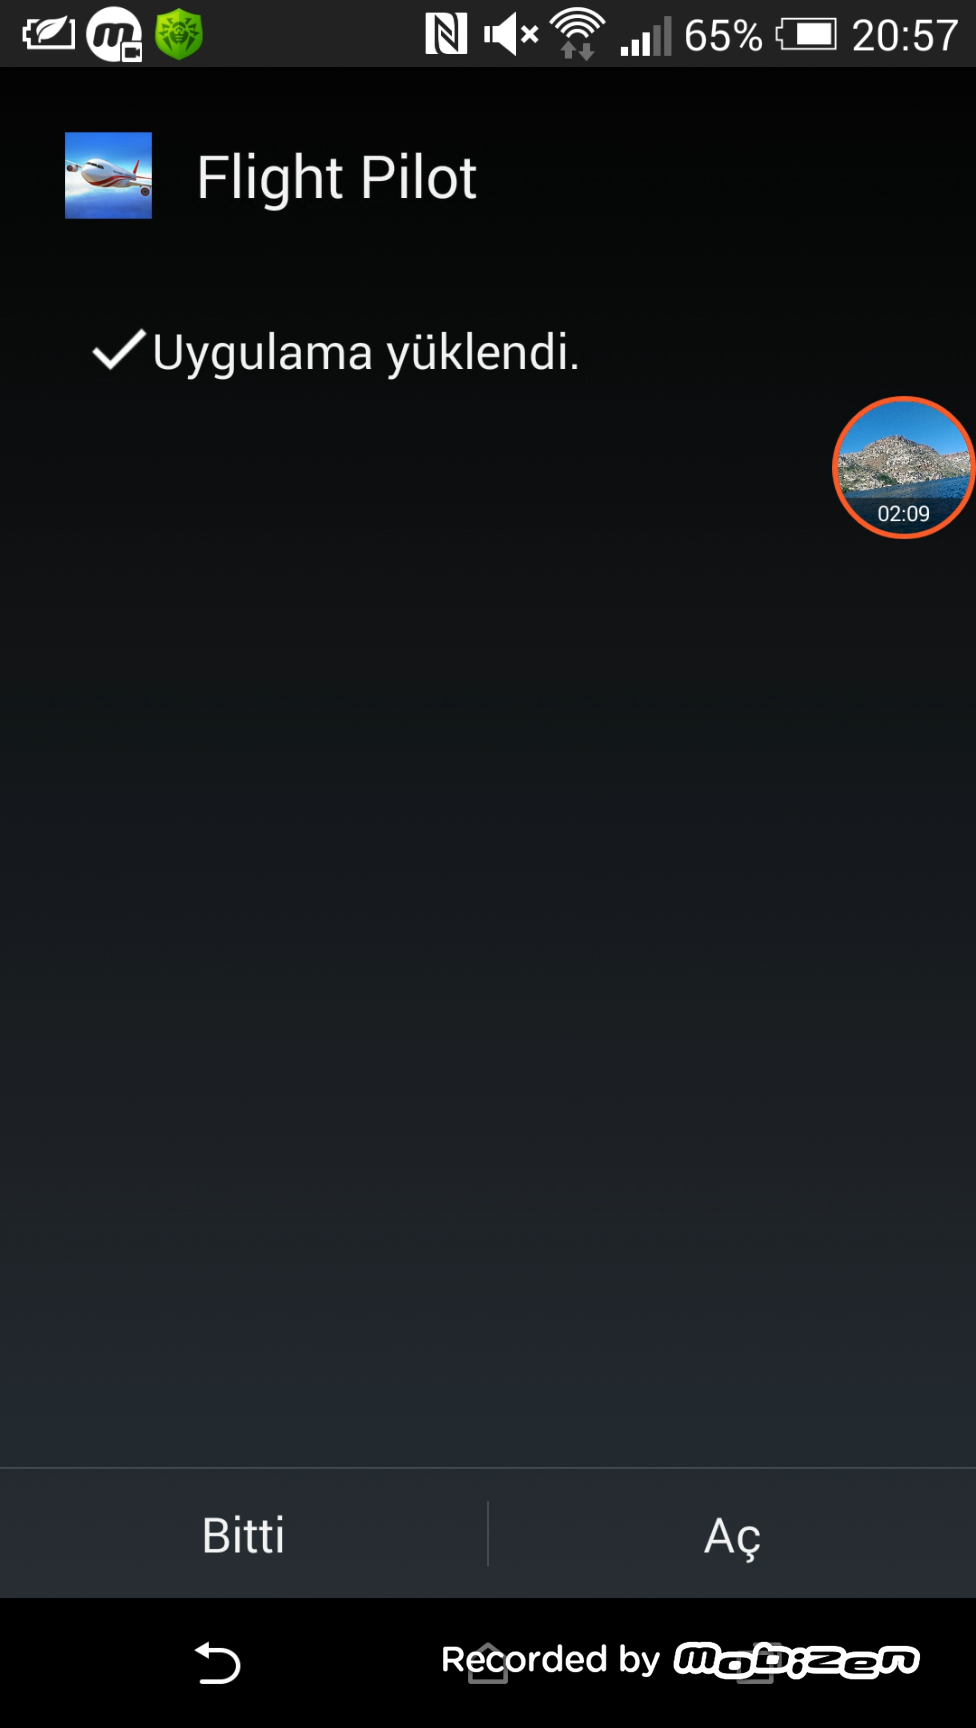 65% 20:57
Flight Pilot
Uygulama yüklendi.
02:09
Bitti Aç
Recorded by mobizen